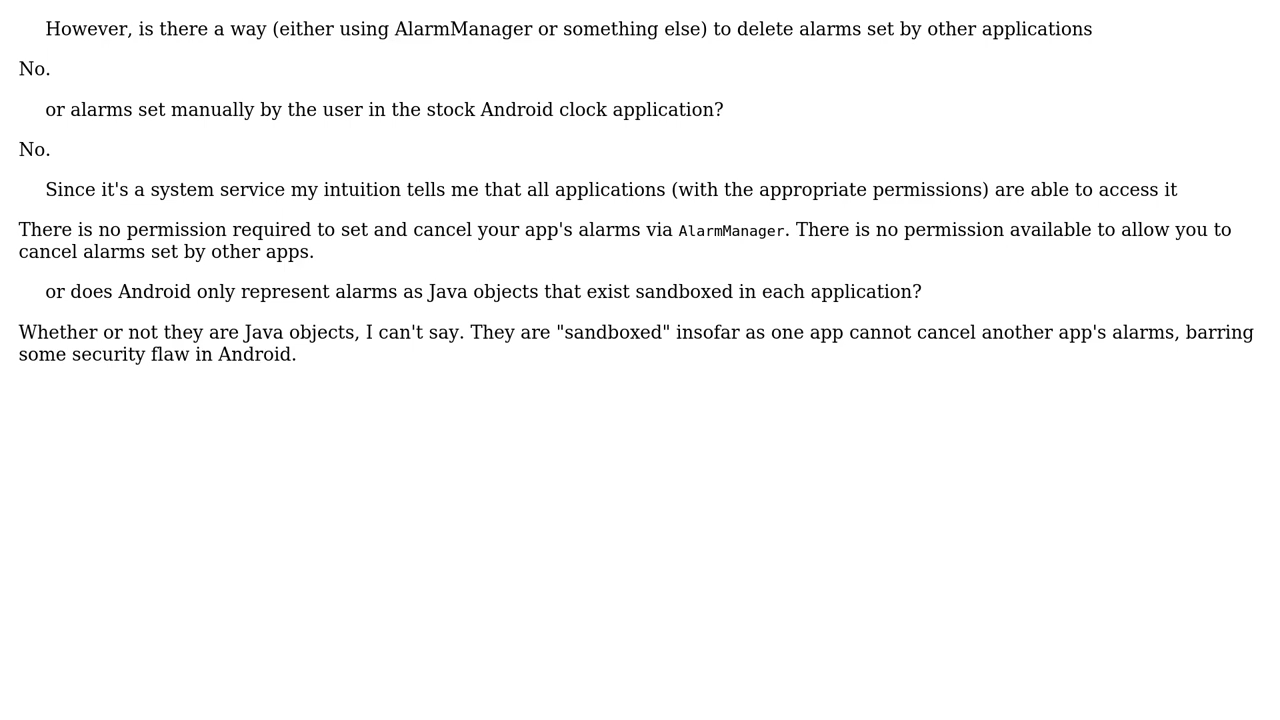 However, is there a way (either using AlarmManager or something else) to delete alarms set by other applications
No.
or alarms set manually by the user in the stock Android clock application?
No.
Since it's a system service my intuition tells me that all applications (with the appropriate permissions) are able to access it
There is no permission required to set and cancel your app's alarms via AlarmManager. There is no permission available to allow you to
cancel alarms set by other apps.
or does Android only represent alarms as Java objects that exist sandboxed in each application?
Whether or not they are Java objects, I can't say. They are "sandboxed" insofar as one app cannot cancel another app's alarms, barring
some security flaw in Android.